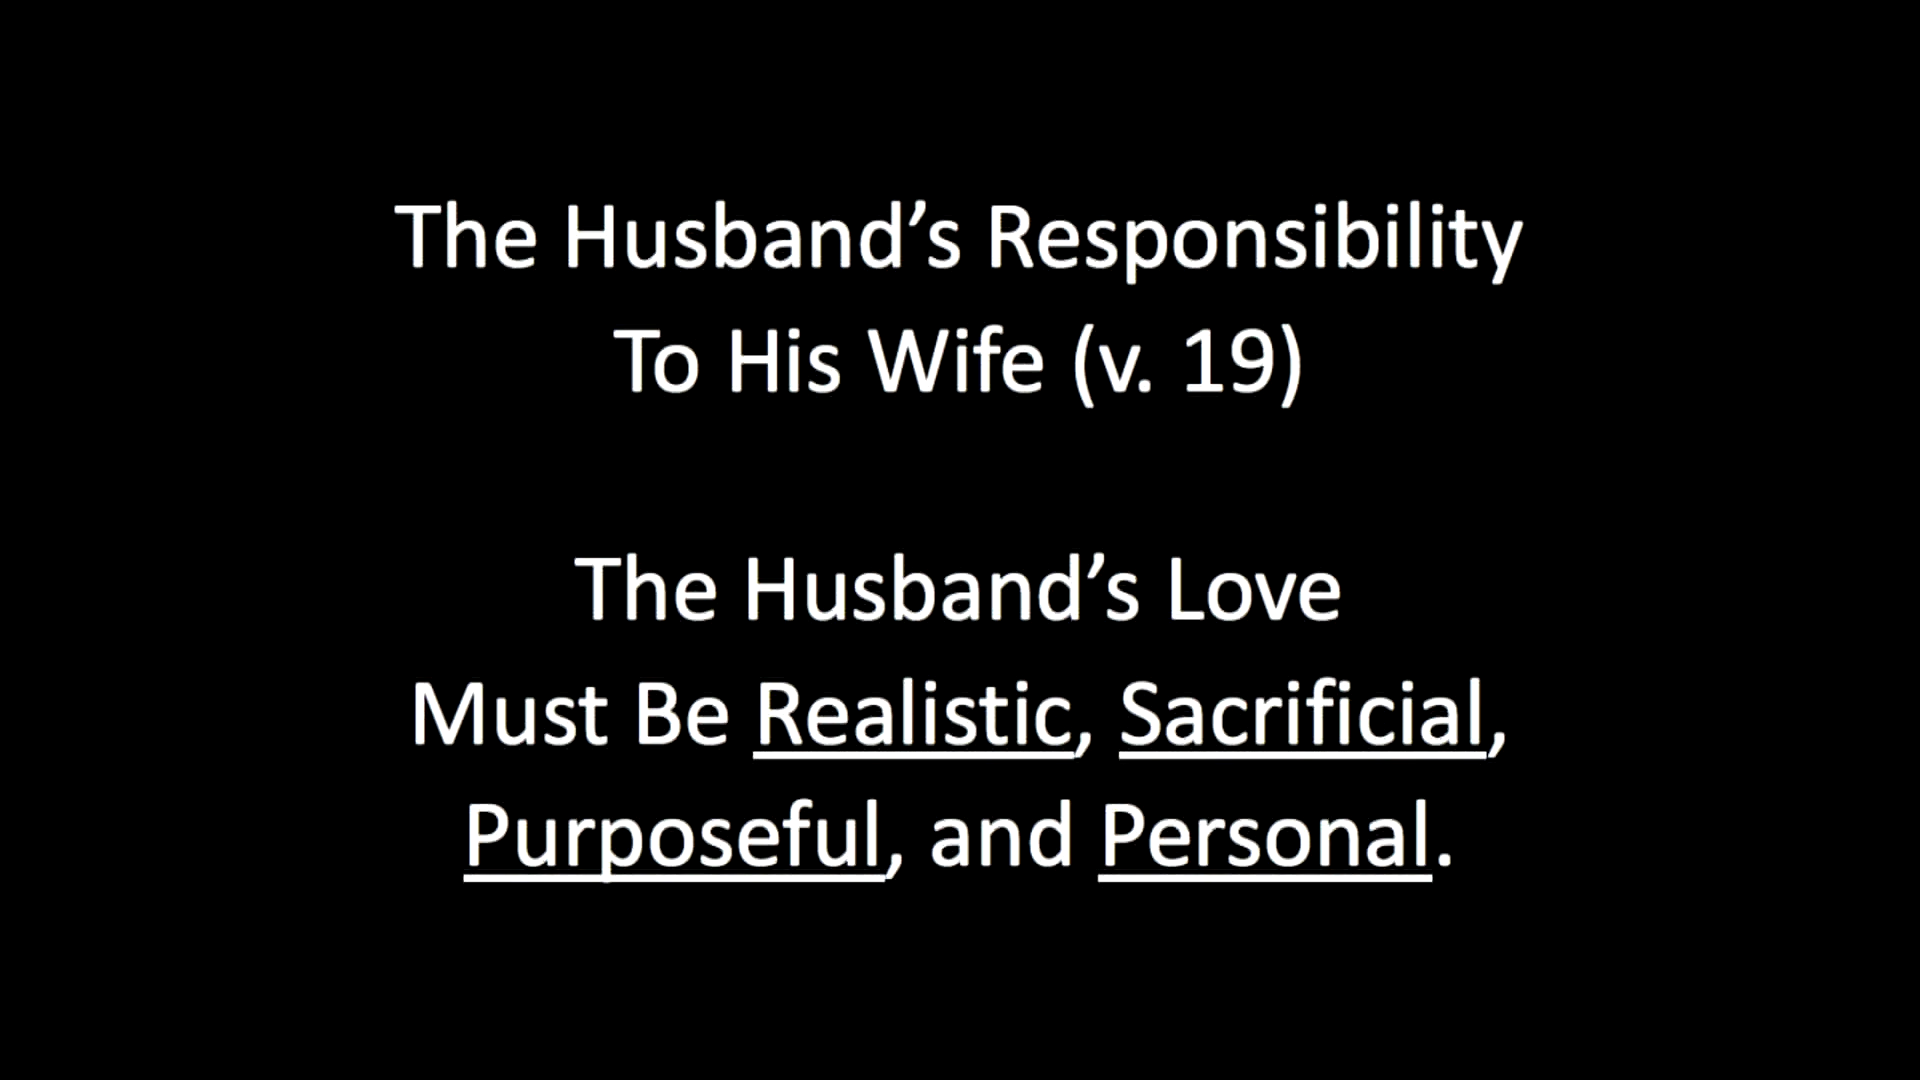 The Husband’s Responsibility
To His Wife (v. 19)
The Husband’s Love
Must Be Realistic, Sacrificial,
Purposeful, and Personal.